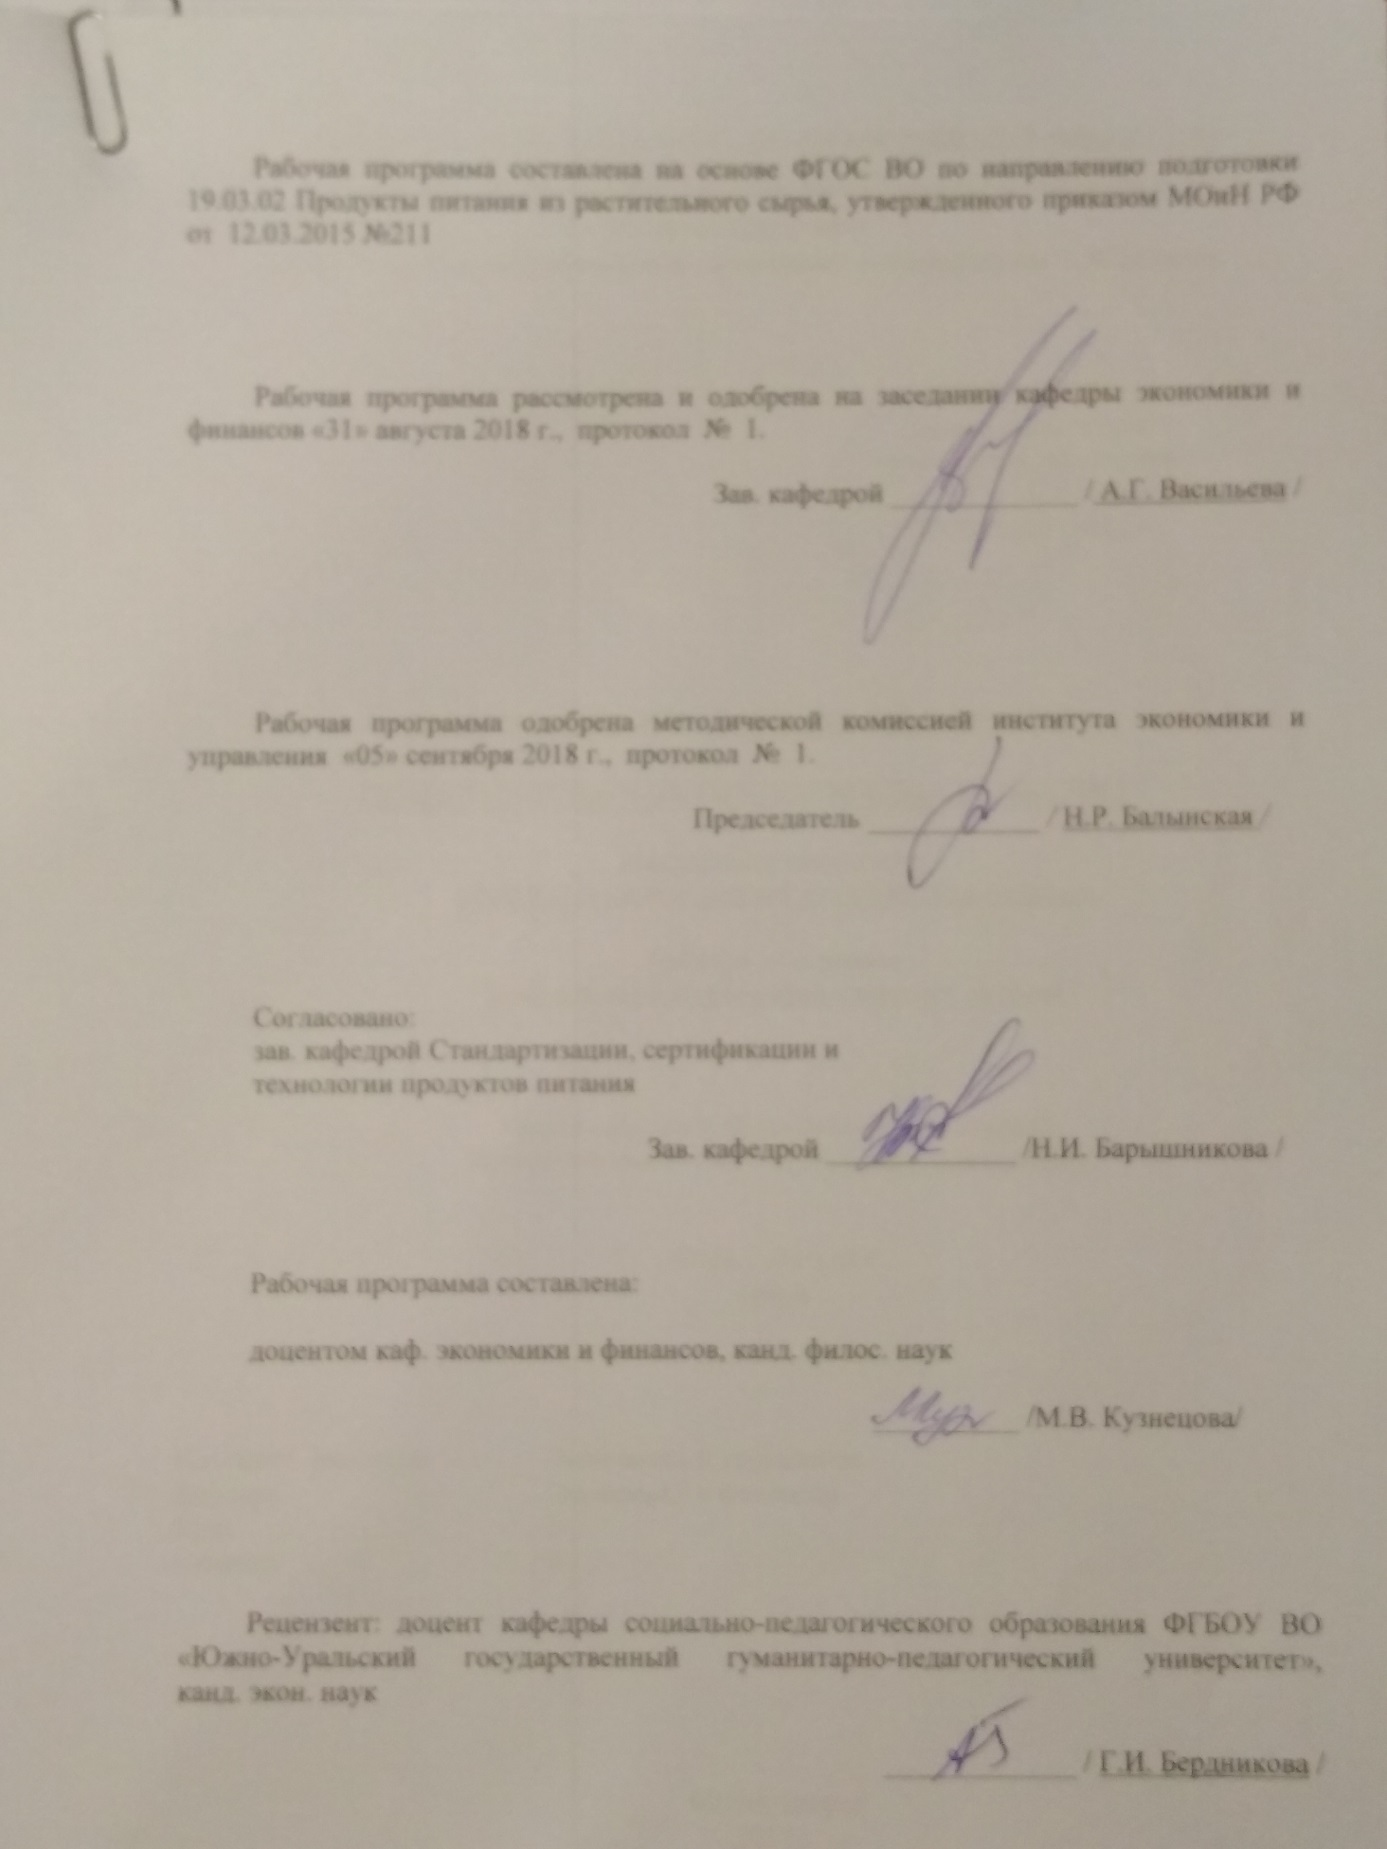 Рабочая программа составлена на основе ФГОС ВО по направлению подготовки
19.03.02 Продукты питания из растительного сырья, утвержденного приказом МОиН РФ
от 12.03.2015 №211
Рабочая программа рассмотрена и одобрена на заседании кафедры экономики и
финансов «31» августа 2018 г., протокол № 1.
Зав. кафедрой ____________ / А.Г. Васильева /
Рабочая программа одобрена методической комиссией института экономики и
управления «05» сентября 2018 г., протокол № 1.
Председатель ____________ / Н.Р. Балынская /
Согласовано:
зав. кафедрой Стандартизации, сертификации и
технологии продуктов питания
Зав. кафедрой ____________ /Н.И. Барышникова /
Рабочая программа составлена:
доцентом каф. экономики и финансов, канд. филос. наук
____________ /М.В. Кузнецова/
Рецензент: доцент кафедры социально-педагогического образования ФГБОУ ВО
«Южно-Уральский государственный гуманитарно-педагогический университет»,
канд. экон. наук
____________ / Г.И. Бердникова /